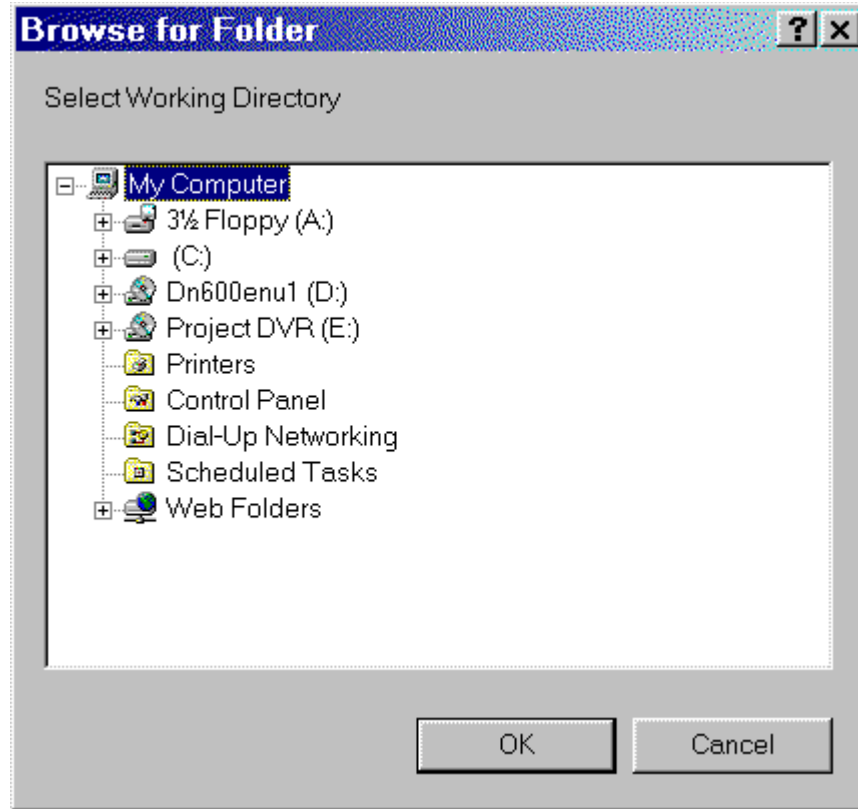 Browse for Folder
Select Working Directory
My Computer
3½ Floppy (A:)
(C:)
Dn600enu1 (D:)
Project DVR (E:)
Printers
Control Panel
Dial-Up Networking
Scheduled Tasks
Web Folders
OK Cancel